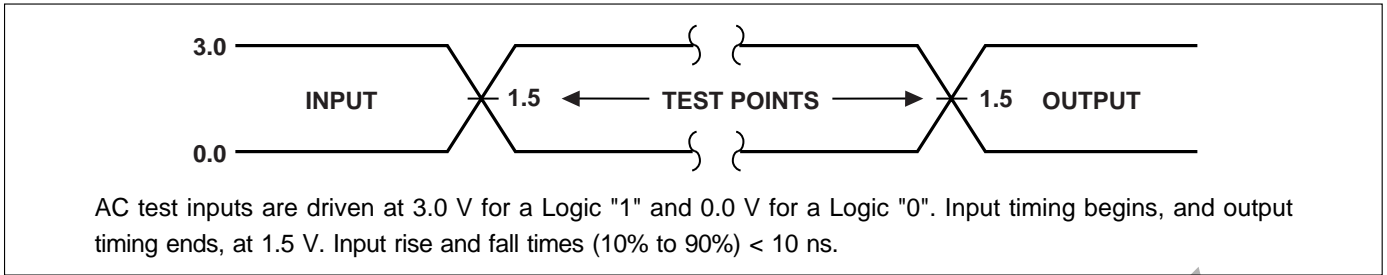 3.0
INPUT 1.5 TEST POINTS 1.5 OUTPUT
0.0
AC test inputs are driven at 3.0 V for a Logic "1" and 0.0 V for a Logic "0". Input timing begins, and output
timing ends, at 1.5 V. Input rise and fall times (10% to 90%) < 10 ns.